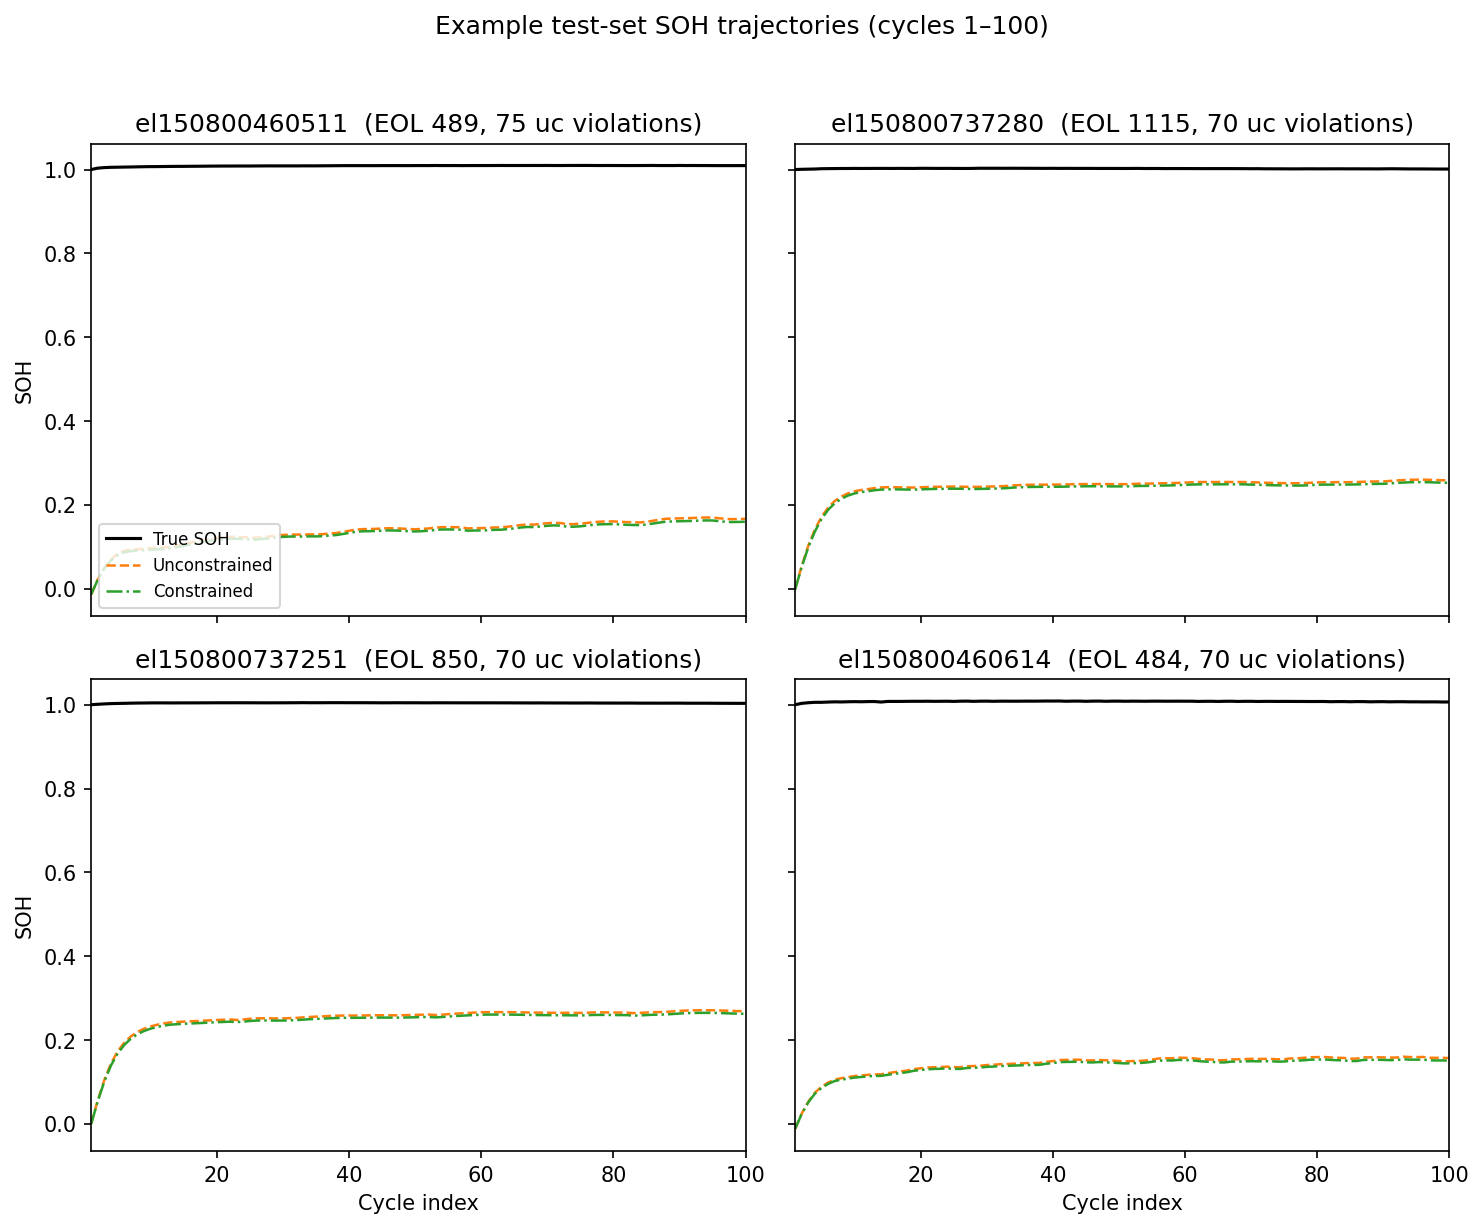 Example test-set SOH trajectories (cycles 1–100)
el150800460511 (EOL 489, 75 uc violations)
el150800737280 (EOL 1115, 70 uc violations)
1.0
0.8
0.6
0.4
0.2
0.0
SOH
True SOH
Unconstrained
Constrained
el150800737251 (EOL 850, 70 uc violations)
el150800460614 (EOL 484, 70 uc violations)
1.0
0.8
0.6
0.4
0.2
0.0
SOH
20 40 60 80 100
20 40 60 80 100
Cycle index
Cycle index